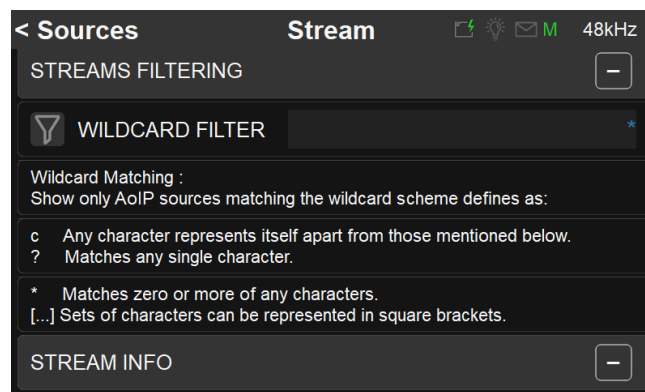 < Sources Stream M 48kHz
STREAMS FILTERING −
WILDCARD FILTER *
Wildcard Matching :
Show only AoIP sources matching the wildcard scheme defines as:
c Any character represents itself apart from those mentioned below.
? Matches any single character.
* Matches zero or more of any characters.
[...] Sets of characters can be represented in square brackets.
STREAM INFO −